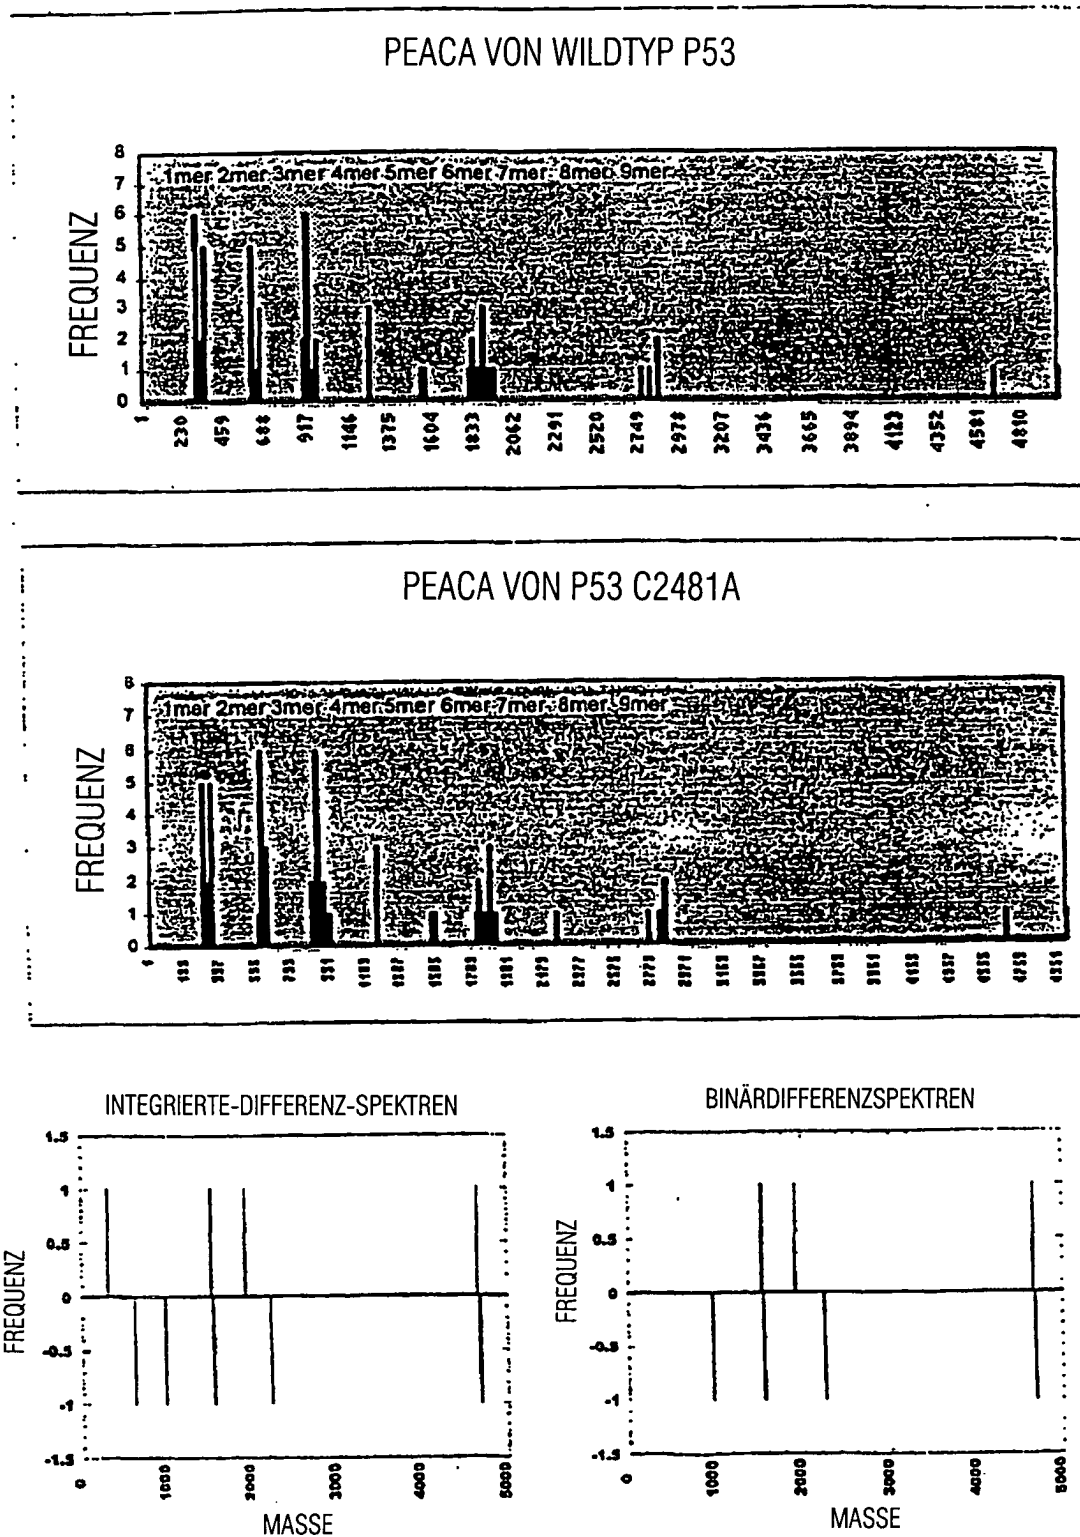 PEACA VON WILDTYP P53
8
1mer 2mer 3mer 4mer 5mer 6mer 7mer 8mer 9mer
7
6
5
4
3
2
1
0
FREQUENZ
1 230 459 688 917 1146 1375 1604 1833 2062 2291 2520 2749 2978 3207 3436 3665 3894 4123 4352 4581 4810
PEACA VON P53 C2481A
8
1mer 2mer 3mer 4mer 5mer 6mer 7mer 8mer 9mer
7
6
5
4
3
2
1
0
FREQUENZ
1
INTEGRIERTE-DIFFERENZ-SPEKTREN
1.5
1
0.5
0
-0.5
-1
-1.5
FREQUENZ
0 1000 2000 3000 4000 5000
MASSE
BINÄRDIFFERENZSPEKTREN
1.5
1
0.5
0
-0.5
-1
-1.5
FREQUENZ
0 1000 2000 3000 4000 5000
MASSE